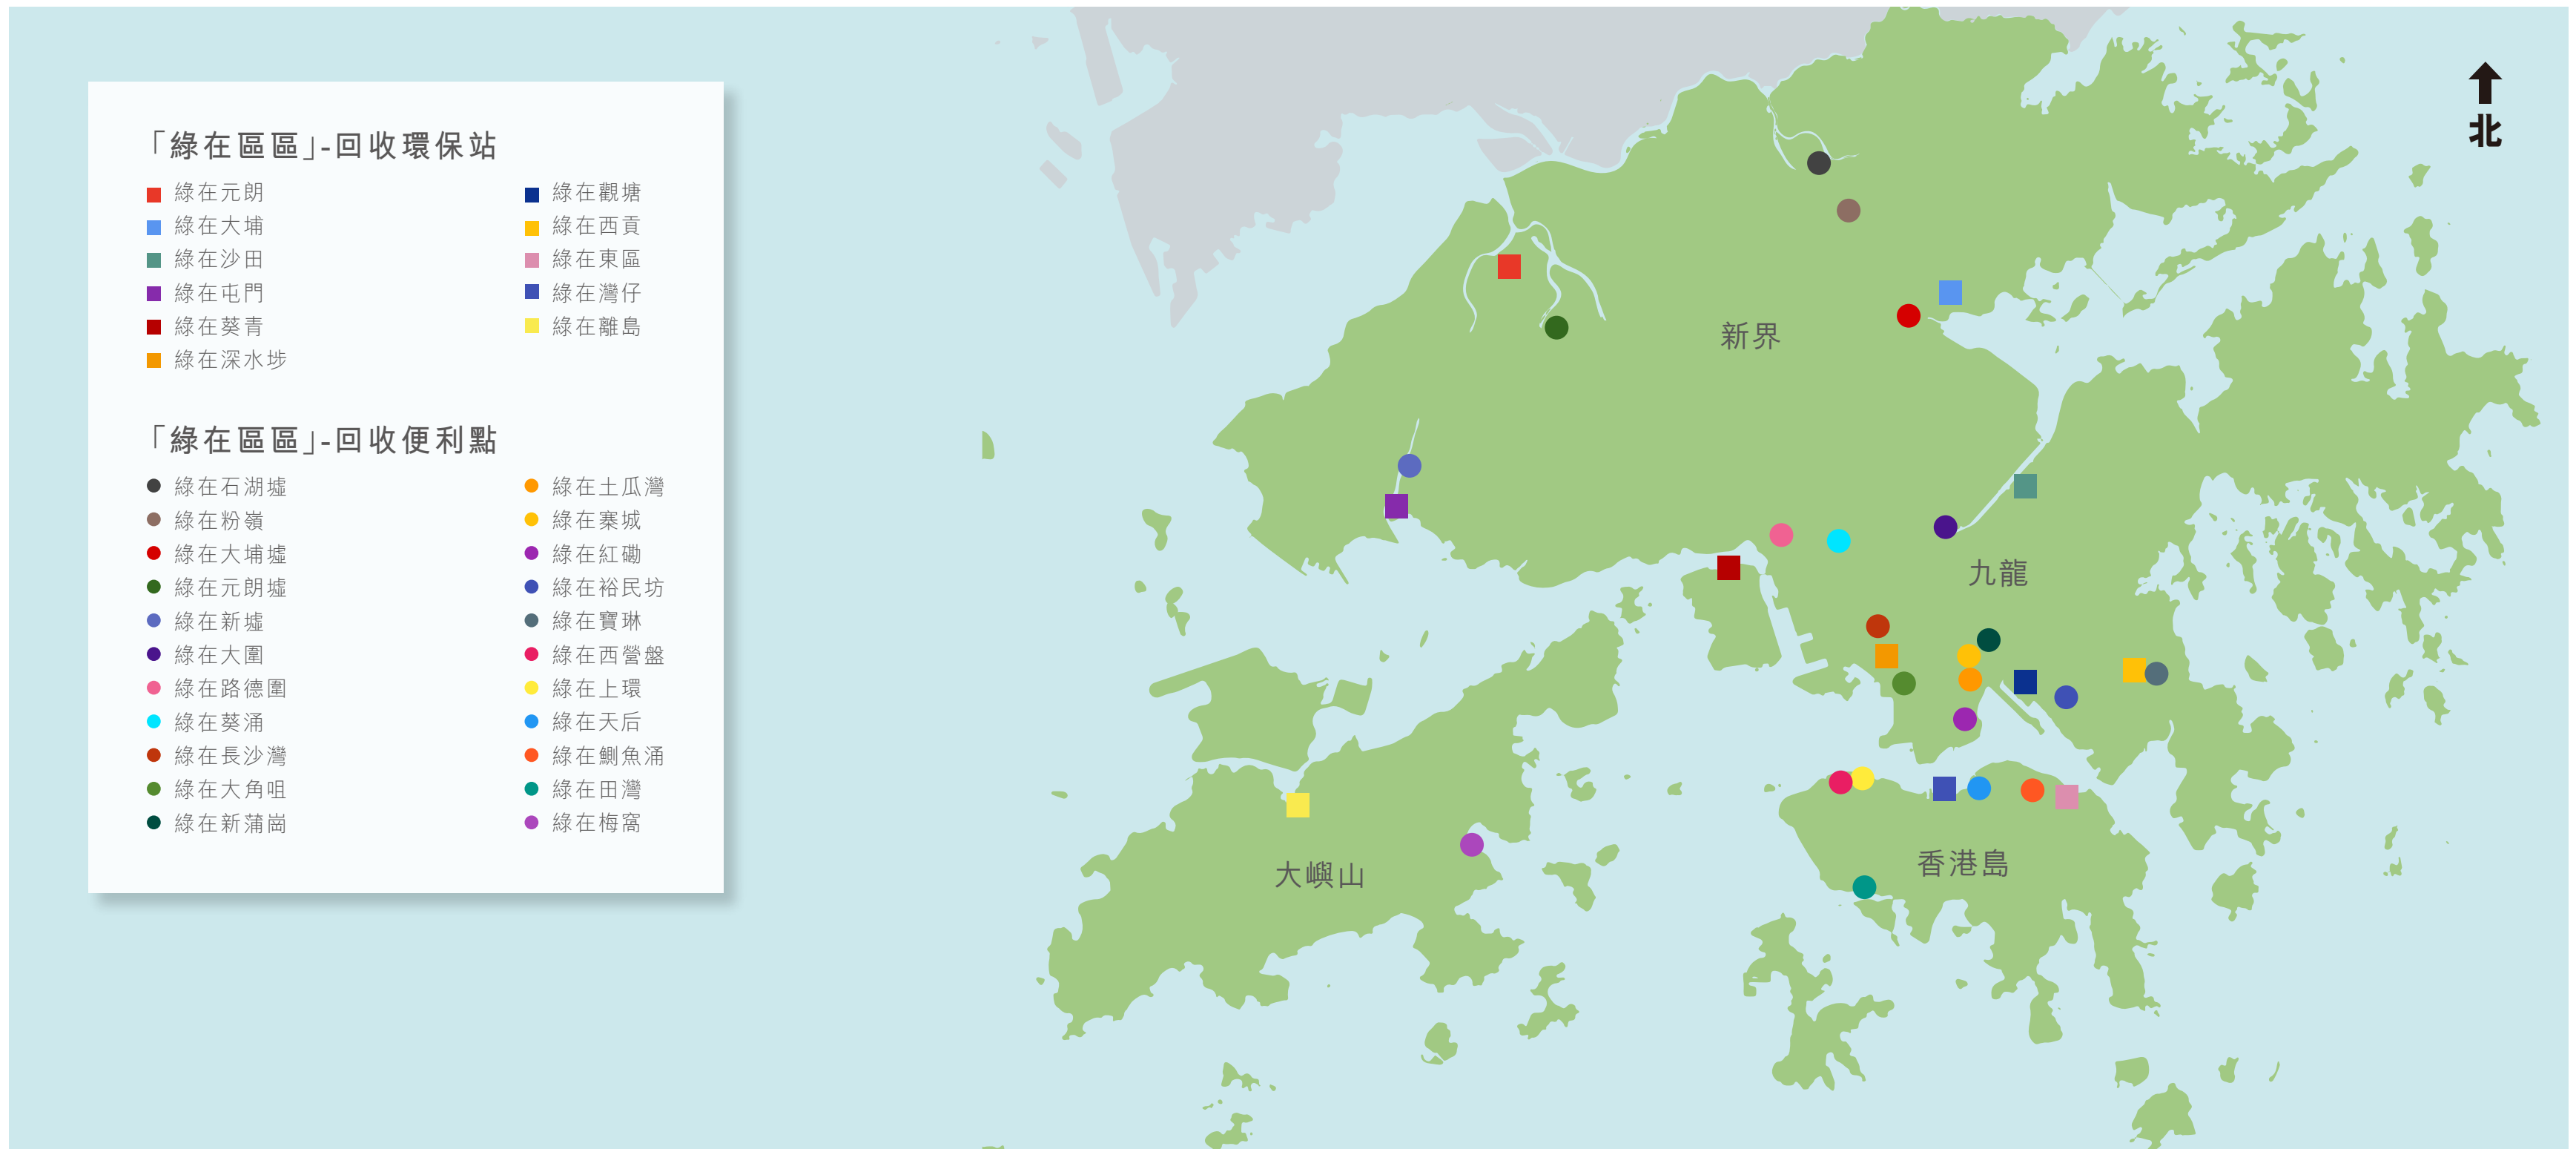 「綠在區區」-回收環保站
綠在元朗
綠在大埔
綠在沙田
綠在屯門
綠在葵青
綠在深水埗
綠在觀塘
綠在西貢
綠在東區
綠在灣仔
綠在離島
「綠在區區」-回收便利點
綠在石湖墟
綠在粉嶺
綠在大埔墟
綠在元朗墟
綠在新墟
綠在大圍
綠在路德圍
綠在葵涌
綠在長沙灣
綠在大角咀
綠在新蒲崗
綠在土瓜灣
綠在寨城
綠在紅磡
綠在裕民坊
綠在寶琳
綠在西營盤
綠在上環
綠在天后
綠在鰂魚涌
綠在田灣
綠在梅窩
北
新界
九龍
香港島
大嶼山